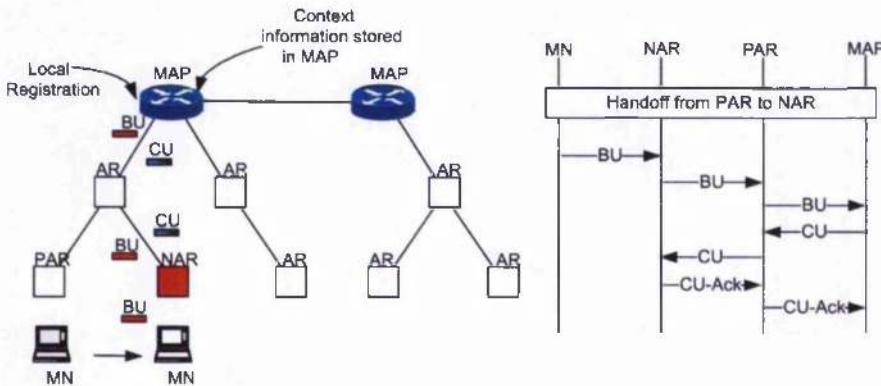 Context
information stored
in MAP
Local
Registration
MAP
MAP
BU
CU
AR
AR
AR
CU
PAR
BU
NAR
AR
AR
AR
BU
MN
MN
MN
NAR
PAR
MAP
Handoff from PAR to NAR
BU
BU
BU
CU
CU
CU-Ack
CU-Ack